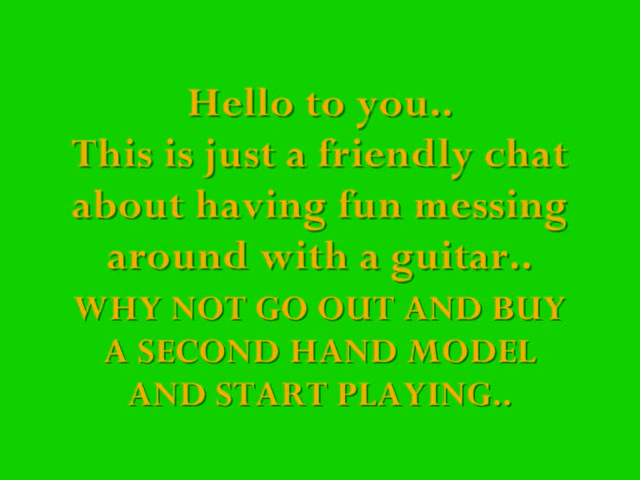 Hello to you..
This is just a friendly chat
about having fun messing
around with a guitar..
WHY NOT GO OUT AND BUY
A SECOND HAND MODEL
AND START PLAYING..